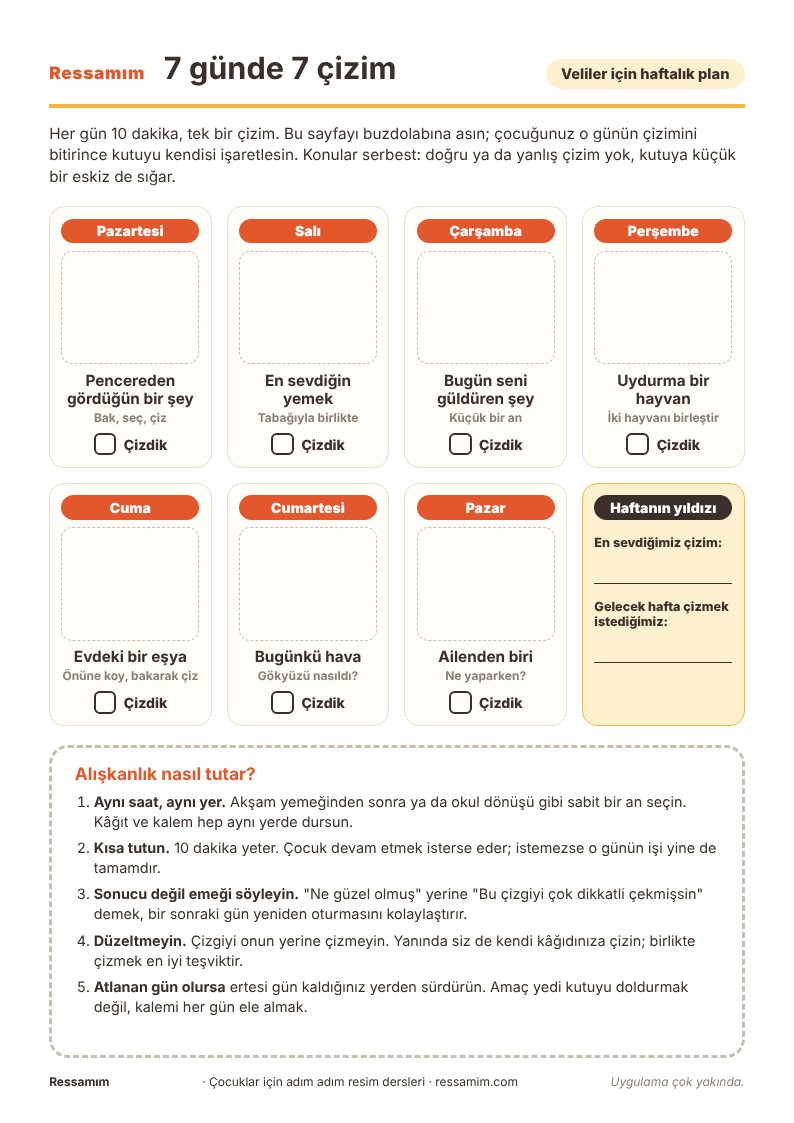 Ressamım 7 günde 7 çizim Veliler için haftalık plan
Her gün 10 dakika, tek bir çizim. Bu sayfayı buzdolabına asın; çocuğunuz o günün çizimini
bitirince kutuyu kendisi işaretlesin. Konular serbest: doğru ya da yanlış çizim yok, kutuya küçük
bir eskiz de sığar.
Pazartesi
Pencereden
gördüğün bir şey
Bak, seç, çiz
Çizdik
Salı
En sevdiğin
yemek
Tabağıyla birlikte
Çizdik
Çarşamba
Bugün seni
güldüren şey
Küçük bir an
Çizdik
Perşembe
Uydurma bir
hayvan
İki hayvanı birleştir
Çizdik
Cuma
Evdeki bir eşya
Önüne koy, bakarak çiz
Çizdik
Cumartesi
Bugünkü hava
Gökyüzü nasıldı?
Çizdik
Pazar
Ailenden biri
Ne yaparken?
Çizdik
Haftanın yıldızı
En sevdiğimiz çizim:
Gelecek hafta çizmek
istediğimiz:
Alışkanlık nasıl tutar?
1. Aynı saat, aynı yer. Akşam yemeğinden sonra ya da okul dönüşü gibi sabit bir an seçin.
Kâğıt ve kalem hep aynı yerde dursun.
2. Kısa tutun. 10 dakika yeter. Çocuk devam etmek isterse eder; istemezse o günün işi yine de
tamamdır.
3. Sonucu değil emeği söyleyin. "Ne güzel olmuş" yerine "Bu çizgiyi çok dikkatli çekmişsin"
demek, bir sonraki gün yeniden oturmasını kolaylaştırır.
4. Düzeltmeyin. Çizgiyi onun yerine çizmeyin. Yanında siz de kendi kâğıdınıza çizin; birlikte
çizmek en iyi teşviktir.
5. Atlanan gün olursa ertesi gün kaldığınız yerden sürdürün. Amaç yedi kutuyu doldurmak
değil, kalemi her gün ele almak.
Ressamım · Çocuklar için adım adım resim dersleri · ressamim.com Uygulama çok yakında.